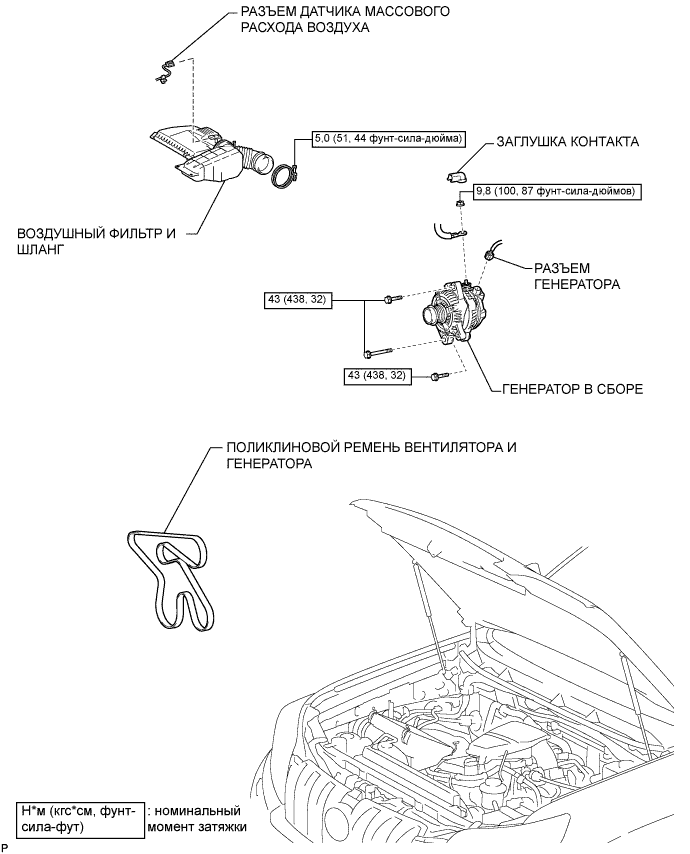 РАЗЪЕМ ДАТЧИКА МАССОВОГО
РАСХОДА ВОЗДУХА
5,0 (51, 44 фунт-сила-дюйма)
ЗАГЛУШКА КОНТАКТА
9,8 (100, 87 фунт-сила-дюймов)
ВОЗДУШНЫЙ ФИЛЬТР И
ШЛАНГ
РАЗЪЕМ
ГЕНЕРАТОРА
43 (438, 32)
43 (438, 32)
ГЕНЕРАТОР В СБОРЕ
ПОЛИКЛИНОВОЙ РЕМЕНЬ ВЕНТИЛЯТОРА И
ГЕНЕРАТОРА
Н*м (кгс*см, фунт-
сила-фут)
: номинальный
момент затяжки
P